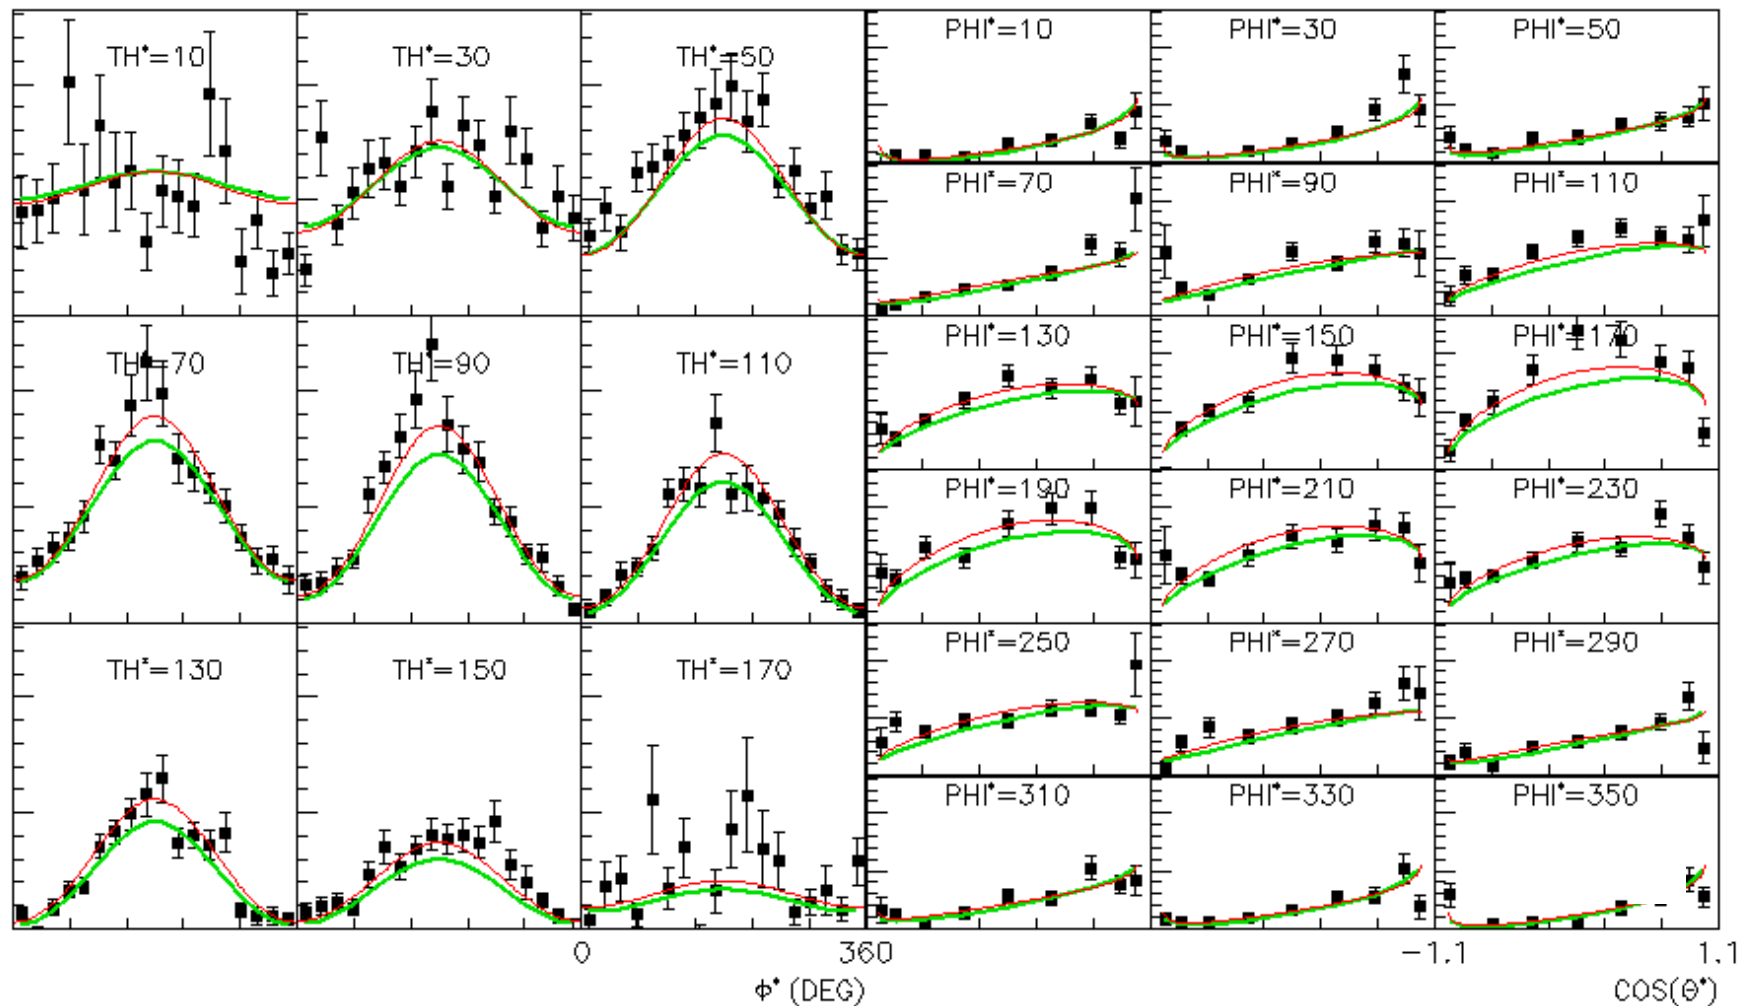 TH*=10 TH*=30 TH*=50 PHI*=10 PHI*=30 PHI*=50
PHI*=70 PHI*=90 PHI*=110
TH*=70 TH*=90 TH*=110 PHI*=130 PHI*=150 PHI*=170
PHI*=190 PHI*=210 PHI*=230
TH*=130 TH*=150 TH*=170 PHI*=250 PHI*=270 PHI*=290
PHI*=310 PHI*=330 PHI*=350
0 360 -1.1 1.1
Φ* (DEG) COS(θ*)